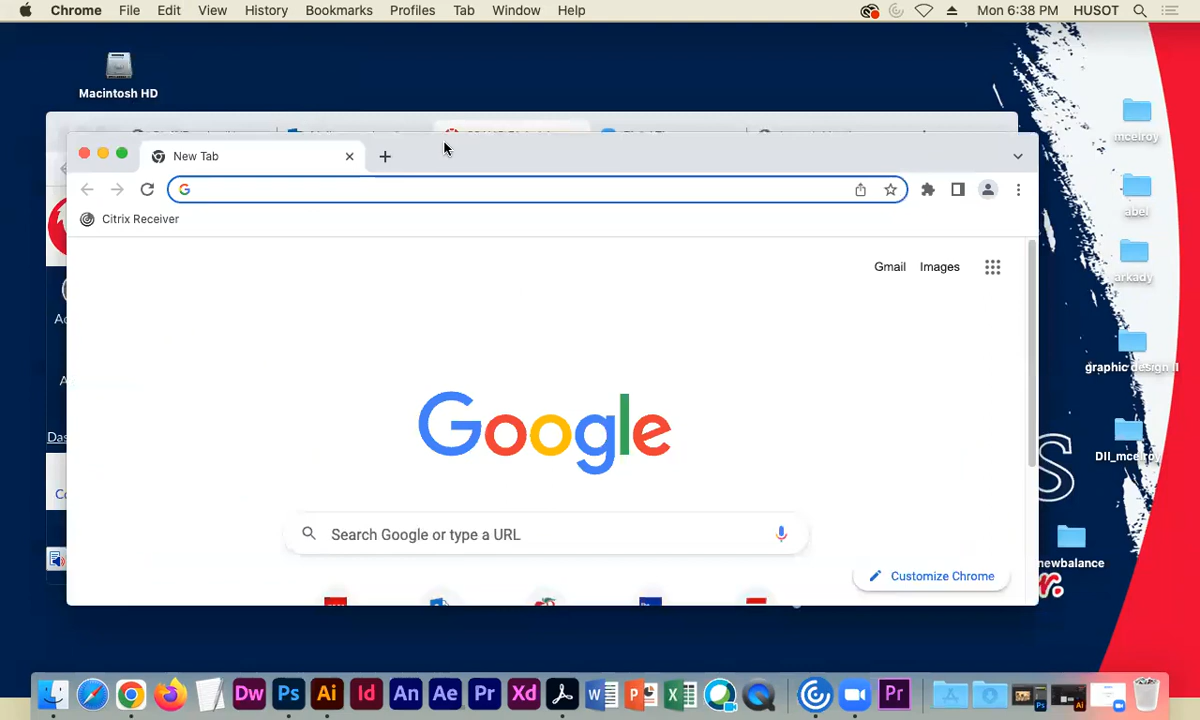 Chrome File Edit View History Bookmarks Profiles Tab Window Help Mon 6:38 PM HUSOT
Macintosh HD
mcelroy
New Tab
abel
Citrix Receiver
Gmail Images
arkady
graphic design II
Google
DII_mcelroy
S
Search Google or type a URL
newbalance
Customize Chrome
Dw Ps Ai Id An Ae Pr Xd W P X Pr